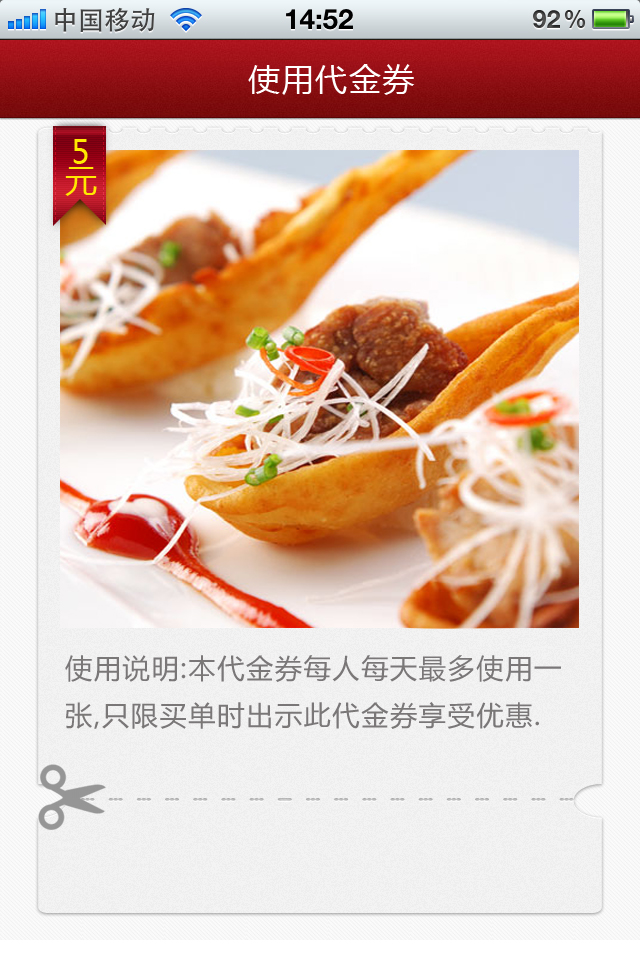 中国移动 14:52 92%
使用代金券
5
元
使用说明:本代金券每人每天最多使用一
张,只限买单时出示此代金券享受优惠.